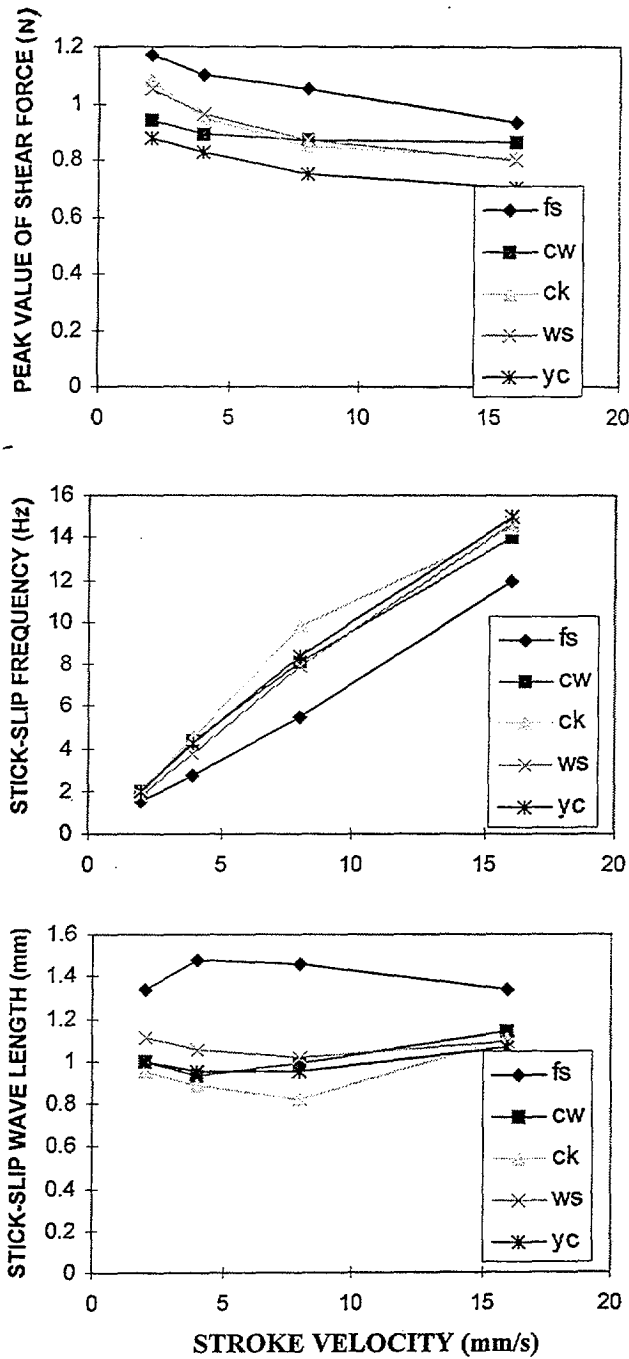 PEAK VALUE OF SHEAR FORCE (N)
1.2
1
0.8
0.6
0.4
0.2
0
0
5
10
15
20
fs
cw
ck
ws
yc
STICK-SLIP FREQUENCY (Hz)
16
14
12
10
8
6
4
2
0
0
5
10
15
20
fs
cw
ck
ws
yc
STICK-SLIP WAVE LENGTH (mm)
1.6
1.4
1.2
1
0.8
0.6
0.4
0.2
0
0
5
10
15
20
fs
cw
ck
ws
yc
STROKE VELOCITY (mm/s)